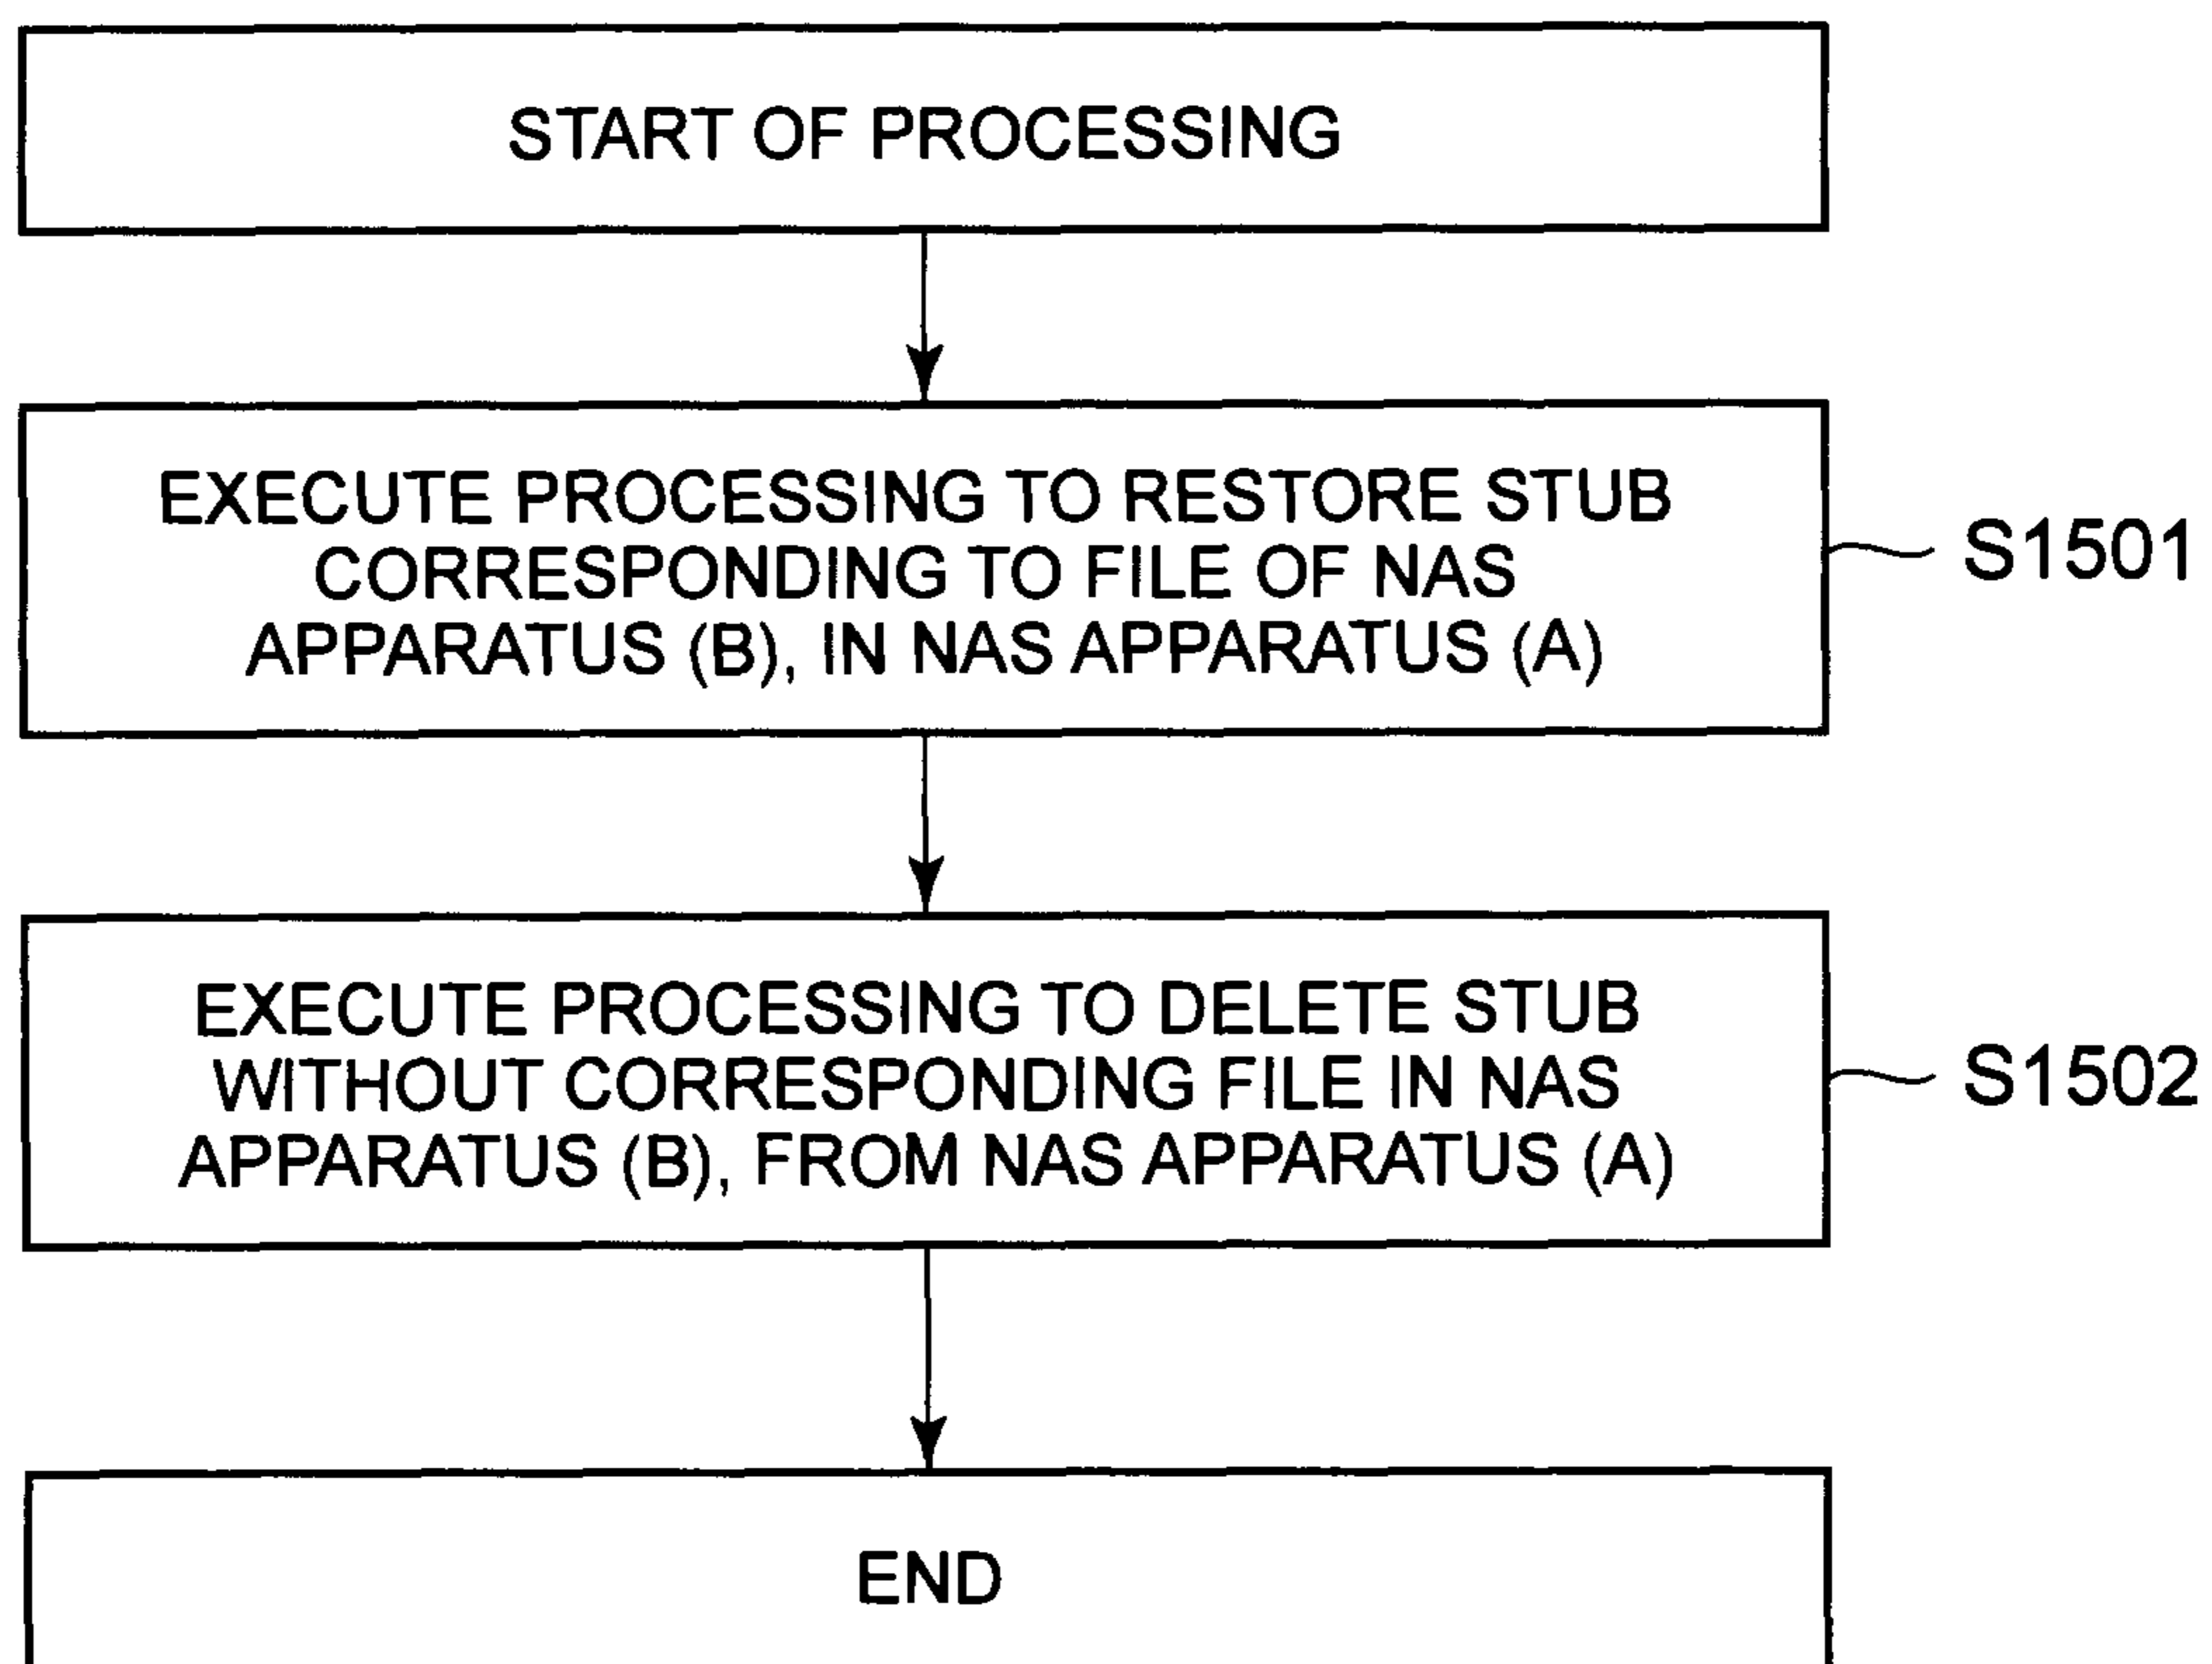 START OF PROCESSING
EXECUTE PROCESSING TO RESTORE STUB
CORRESPONDING TO FILE OF NAS
APPARATUS (B), IN NAS APPARATUS (A)
S1501
EXECUTE PROCESSING TO DELETE STUB
WITHOUT CORRESPONDING FILE IN NAS
APPARATUS (B), FROM NAS APPARATUS (A)
S1502
END